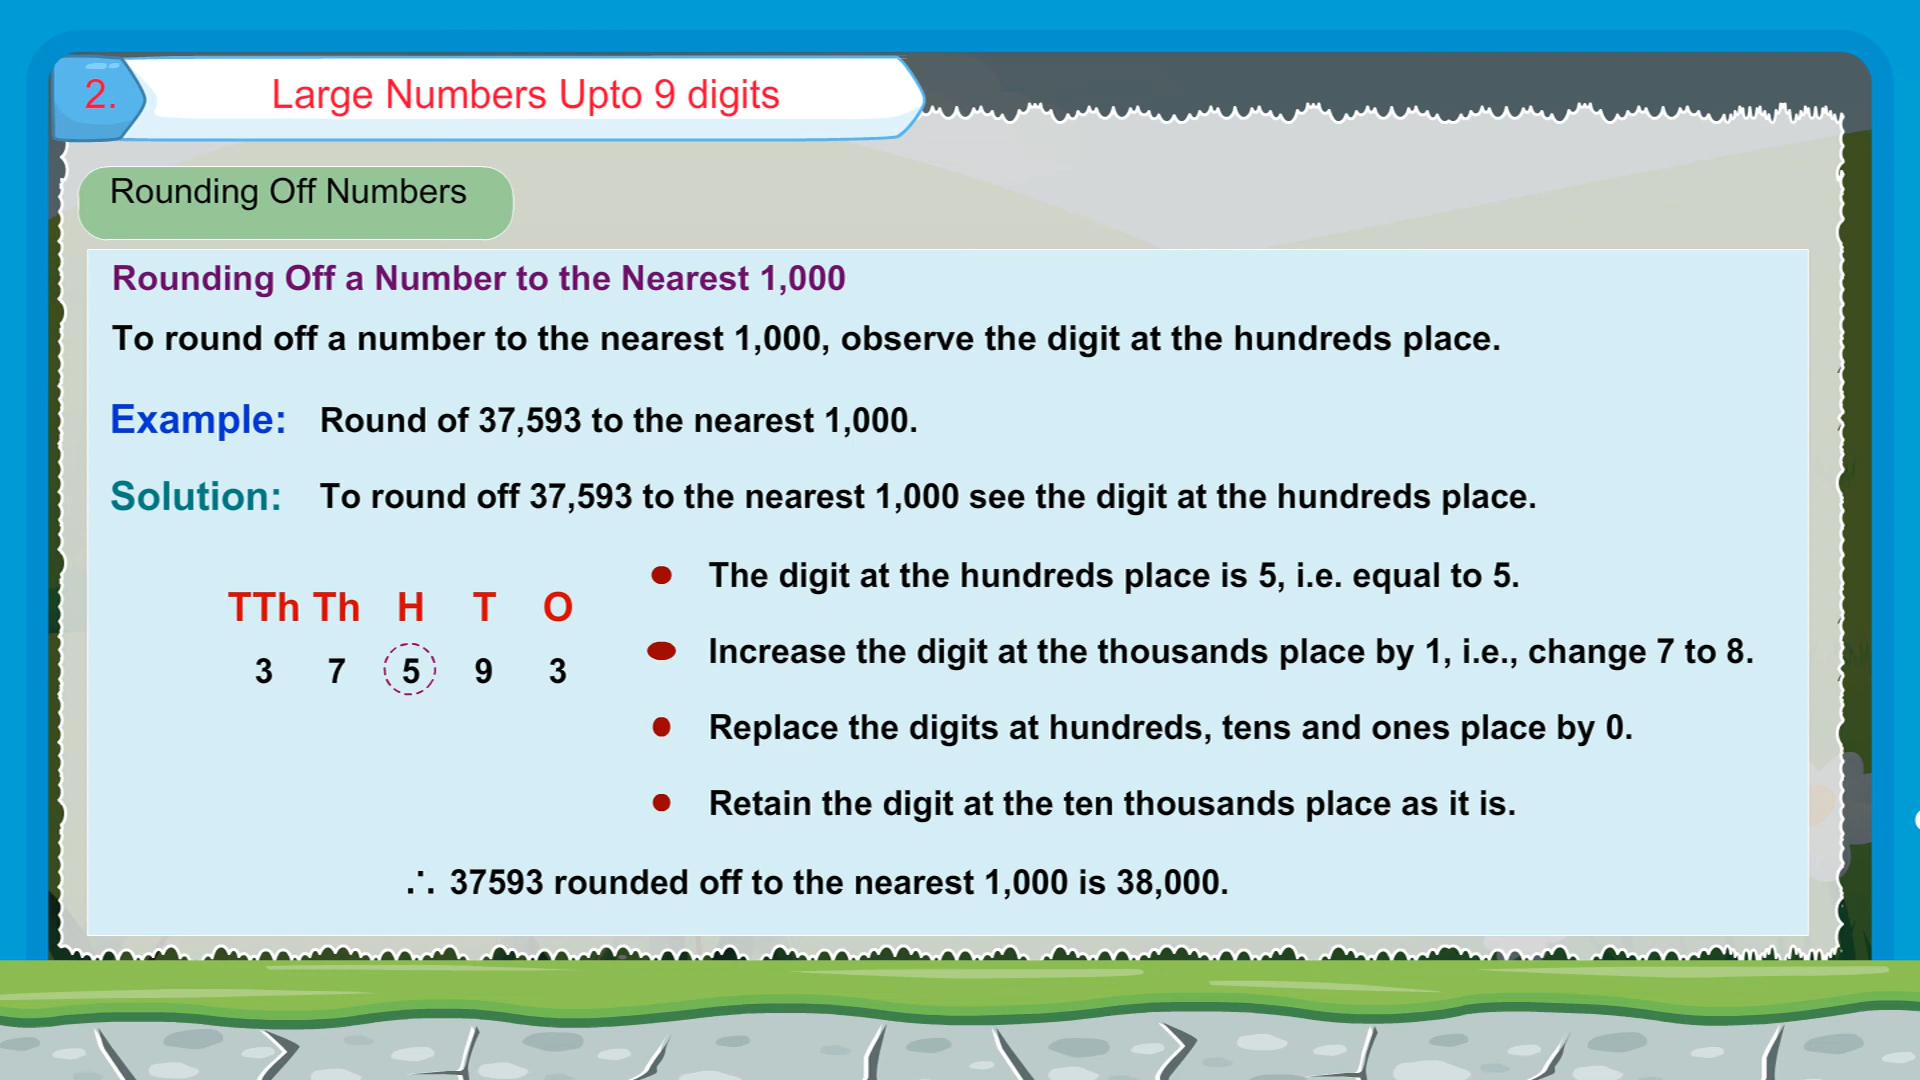 2. Large Numbers Upto 9 digits
Rounding Off Numbers
Rounding Off a Number to the Nearest 1,000
To round off a number to the nearest 1,000, observe the digit at the hundreds place.
Example: Round of 37,593 to the nearest 1,000.
Solution: To round off 37,593 to the nearest 1,000 see the digit at the hundreds place.
TTh Th H T O
3 7 5 9 3
• The digit at the hundreds place is 5, i.e. equal to 5.
• Increase the digit at the thousands place by 1, i.e., change 7 to 8.
• Replace the digits at hundreds, tens and ones place by 0.
• Retain the digit at the ten thousands place as it is.
∴ 37593 rounded off to the nearest 1,000 is 38,000.